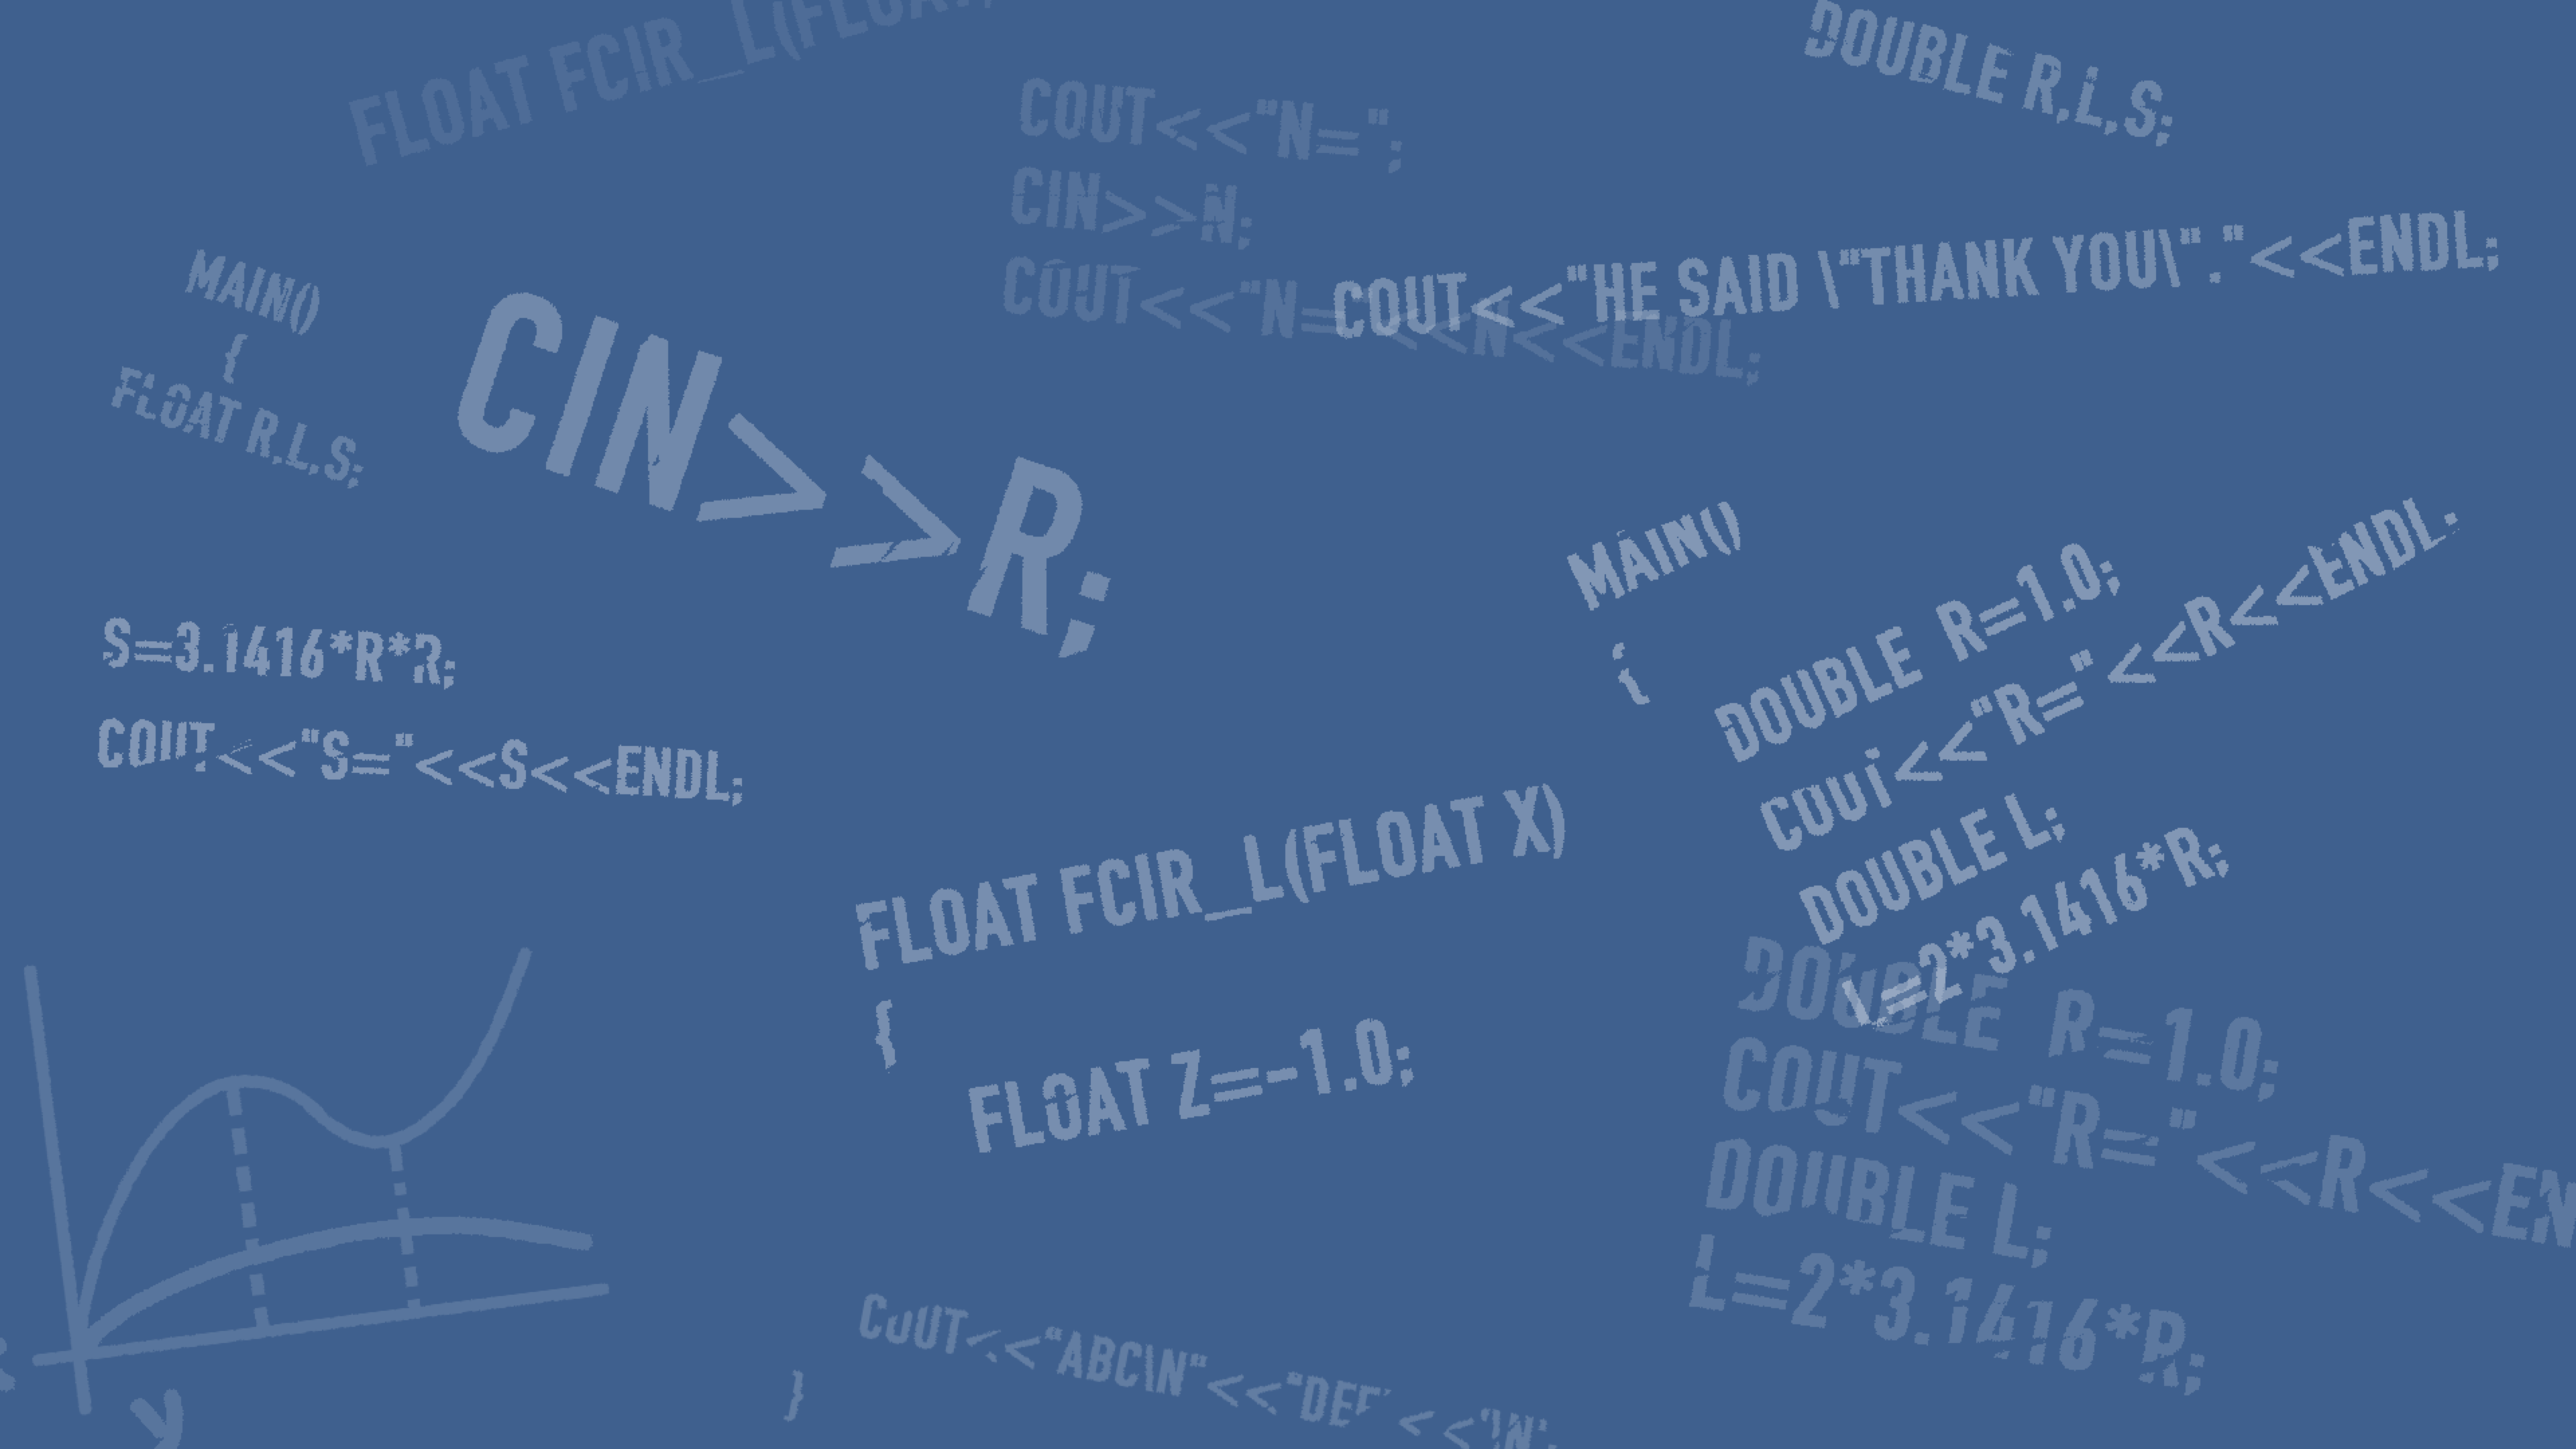 FLOAT FCIR_L(FLOAT
COUT<<"N=";
CIN>>N;
COUT<<"N="<<N<<ENDL;
DOUBLE R,L,S;
COUT<<"HE SAID \"THANK YOU\"."<<ENDL;
MAIN()
{
FLOAT R,L,S;
CIN>>R;
S=3.1416*R*R;
COUT<<"S="<<S<<ENDL;
MAIN()
{
DOUBLE R=1.0;
COUT<<"R="<<R<<ENDL;
DOUBLE L;
L=2*3.1416*R;
FLOAT FCIR_L(FLOAT X)
{
FLOAT Z=-1.0;
DOUBLE R=1.0;
COUT<<"R="<<R<<EN
DOUBLE L;
L=2*3.1416*R;
y
}
COUT<<"ABC\N"<<"DEF"<<